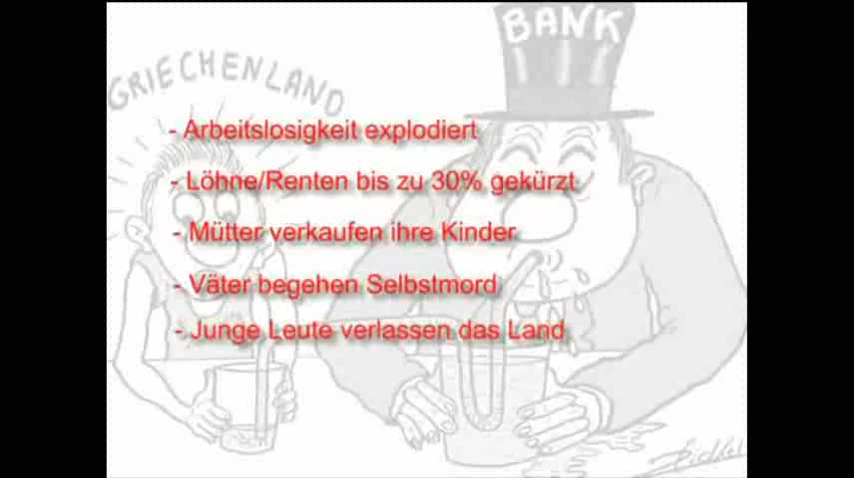 BANK
GRIECHENLAND
- Arbeitslosigkeit explodiert
- Löhne/Renten bis zu 30% gekürzt
- Mütter verkaufen ihre Kinder
- Väter begehen Selbstmord
- Junge Leute verlassen das Land